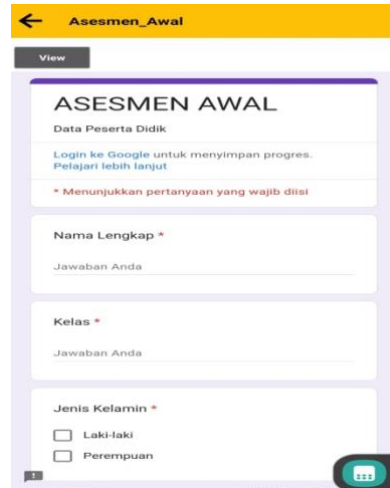 Asesmen_Awal
View
ASESMEN AWAL
Data Peserta Didik
Login ke Google untuk menyimpan progres.
Pelajari lebih lanjut
* Menunjukkan pertanyaan yang wajib diisi
Nama Lengkap *
Jawaban Anda
Kelas *
Jawaban Anda
Jenis Kelamin *
Laki-laki
Perempuan